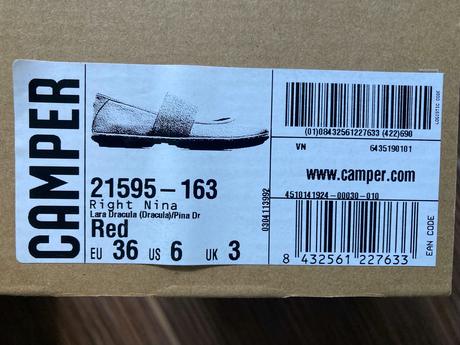 CAMPER
21595-163
Right Nina
Lara Dracula (Dracula)/Pina Dr
Red
EU 36 US 6 UK 3
0304113992
(01)08432561227633(422)690
VN 6435190101
www.camper.com
4510141924-00030-010
8 432561 227633
EAN CODE